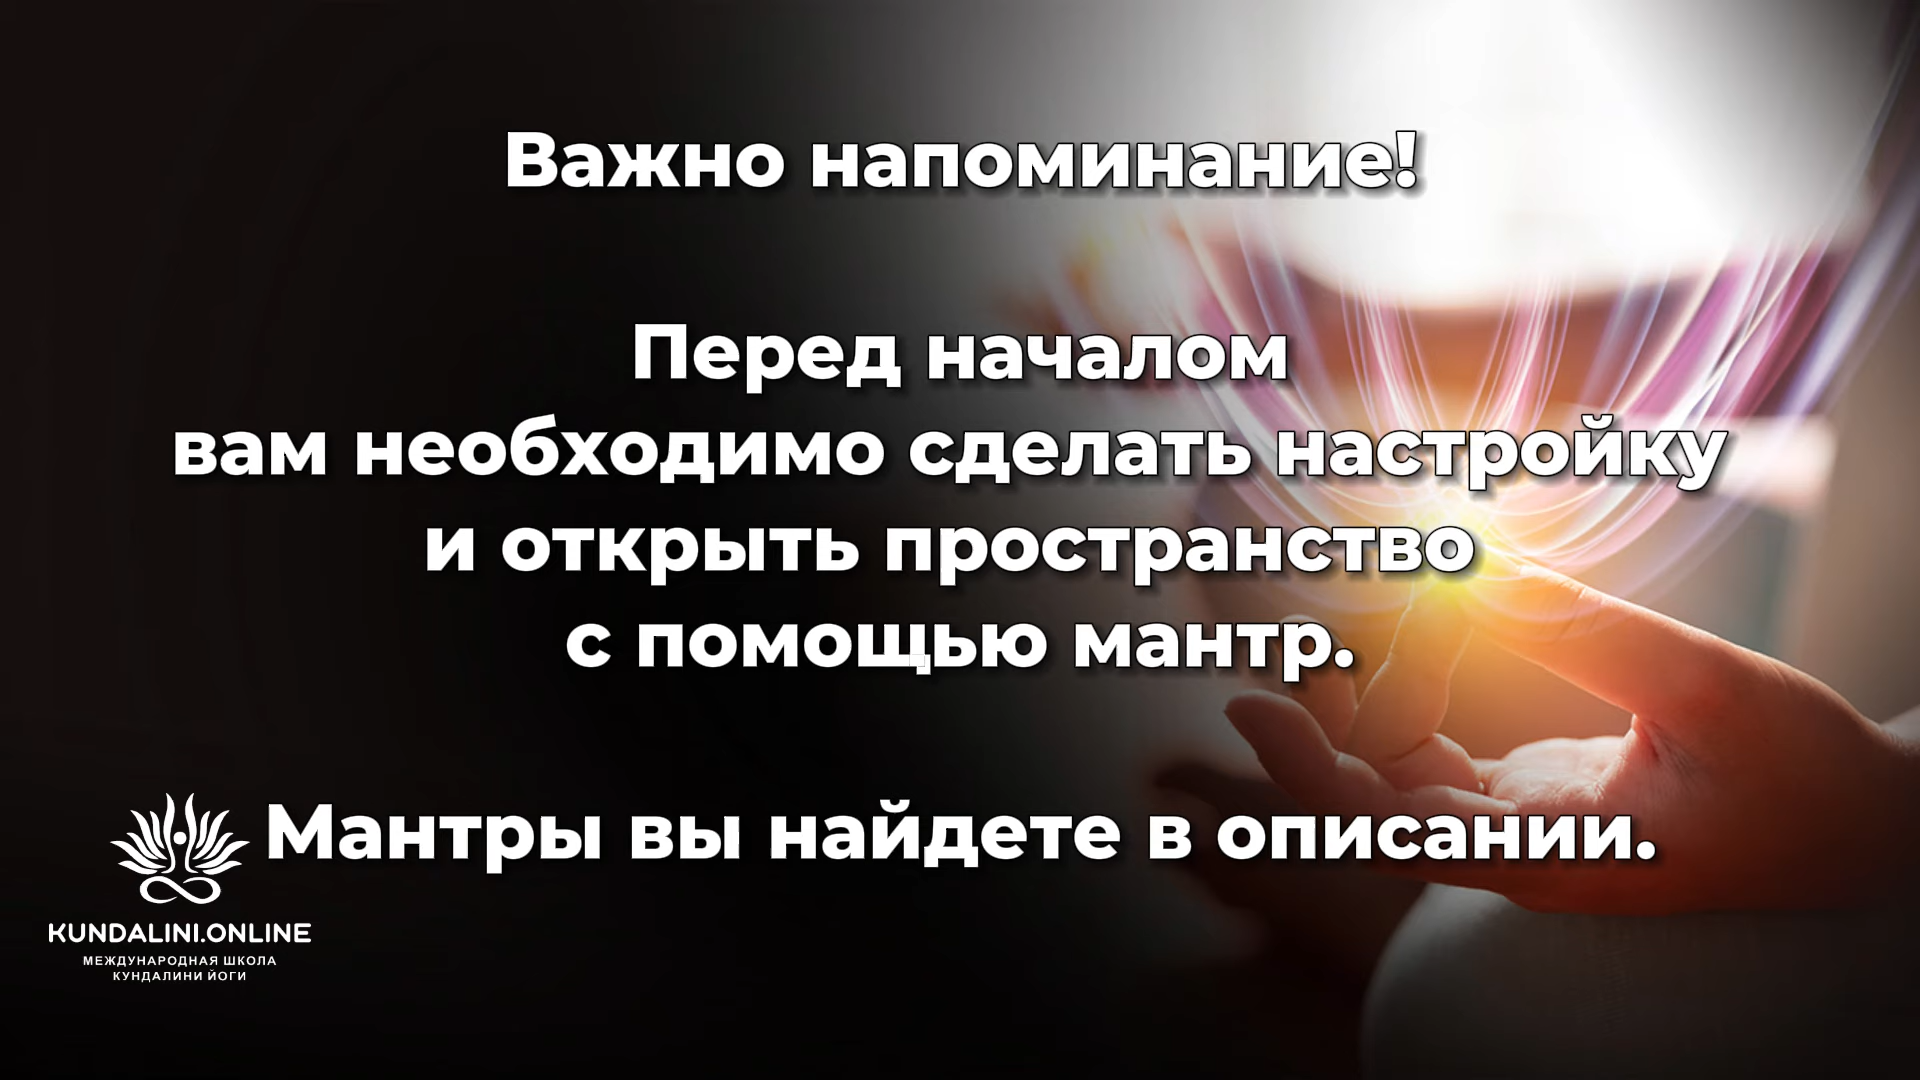 Важно напоминание!
Перед началом
вам необходимо сделать настройку
и открыть пространство
с помощью мантр.
Мантры вы найдете в описании.
KUNDALINI.ONLINE
МЕЖДУНАРОДНАЯ ШКОЛА
КУНДАЛИНИ ЙОГИ